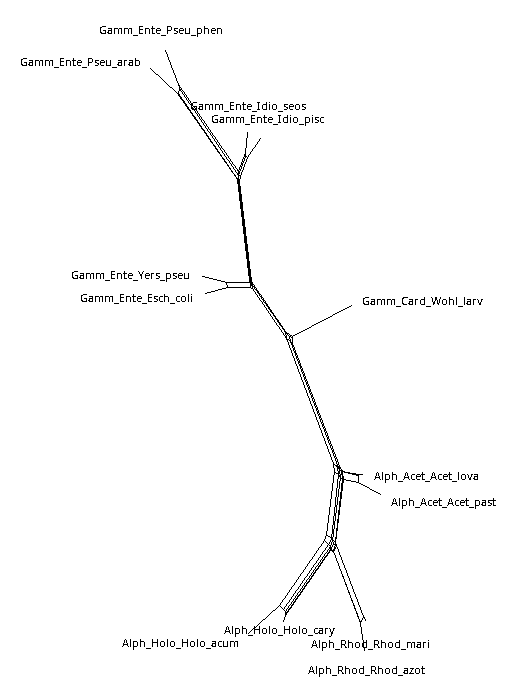 Gamm_Ente_Pseu_phen
Gamm_Ente_Pseu_arab
Gamm_Ente_Idio_seos
Gamm_Ente_Idio_pisc
Gamm_Ente_Yers_pseu
Gamm_Ente_Esch_coli
Gamm_Card_Wohl_larv
Alph_Acet_Acet_lova
Alph_Acet_Acet_past
Alph_Holo_Holo_cary
Alph_Holo_Holo_acum
Alph_Rhod_Rhod_mari
Alph_Rhod_Rhod_azot